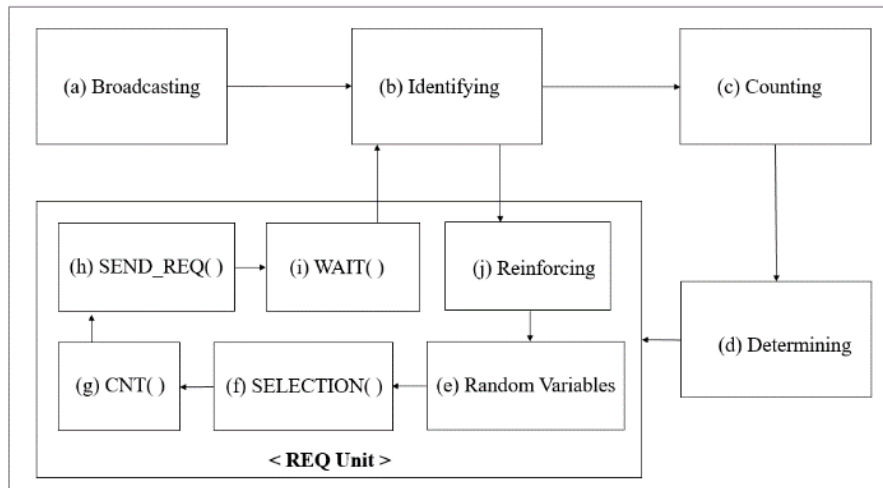 (a) Broadcasting
(b) Identifying
(c) Counting
(h) SEND_REQ( )
(i) WAIT( )
(j) Reinforcing
(d) Determining
(g) CNT( )
(f) SELECTION( )
(e) Random Variables
< REQ Unit >